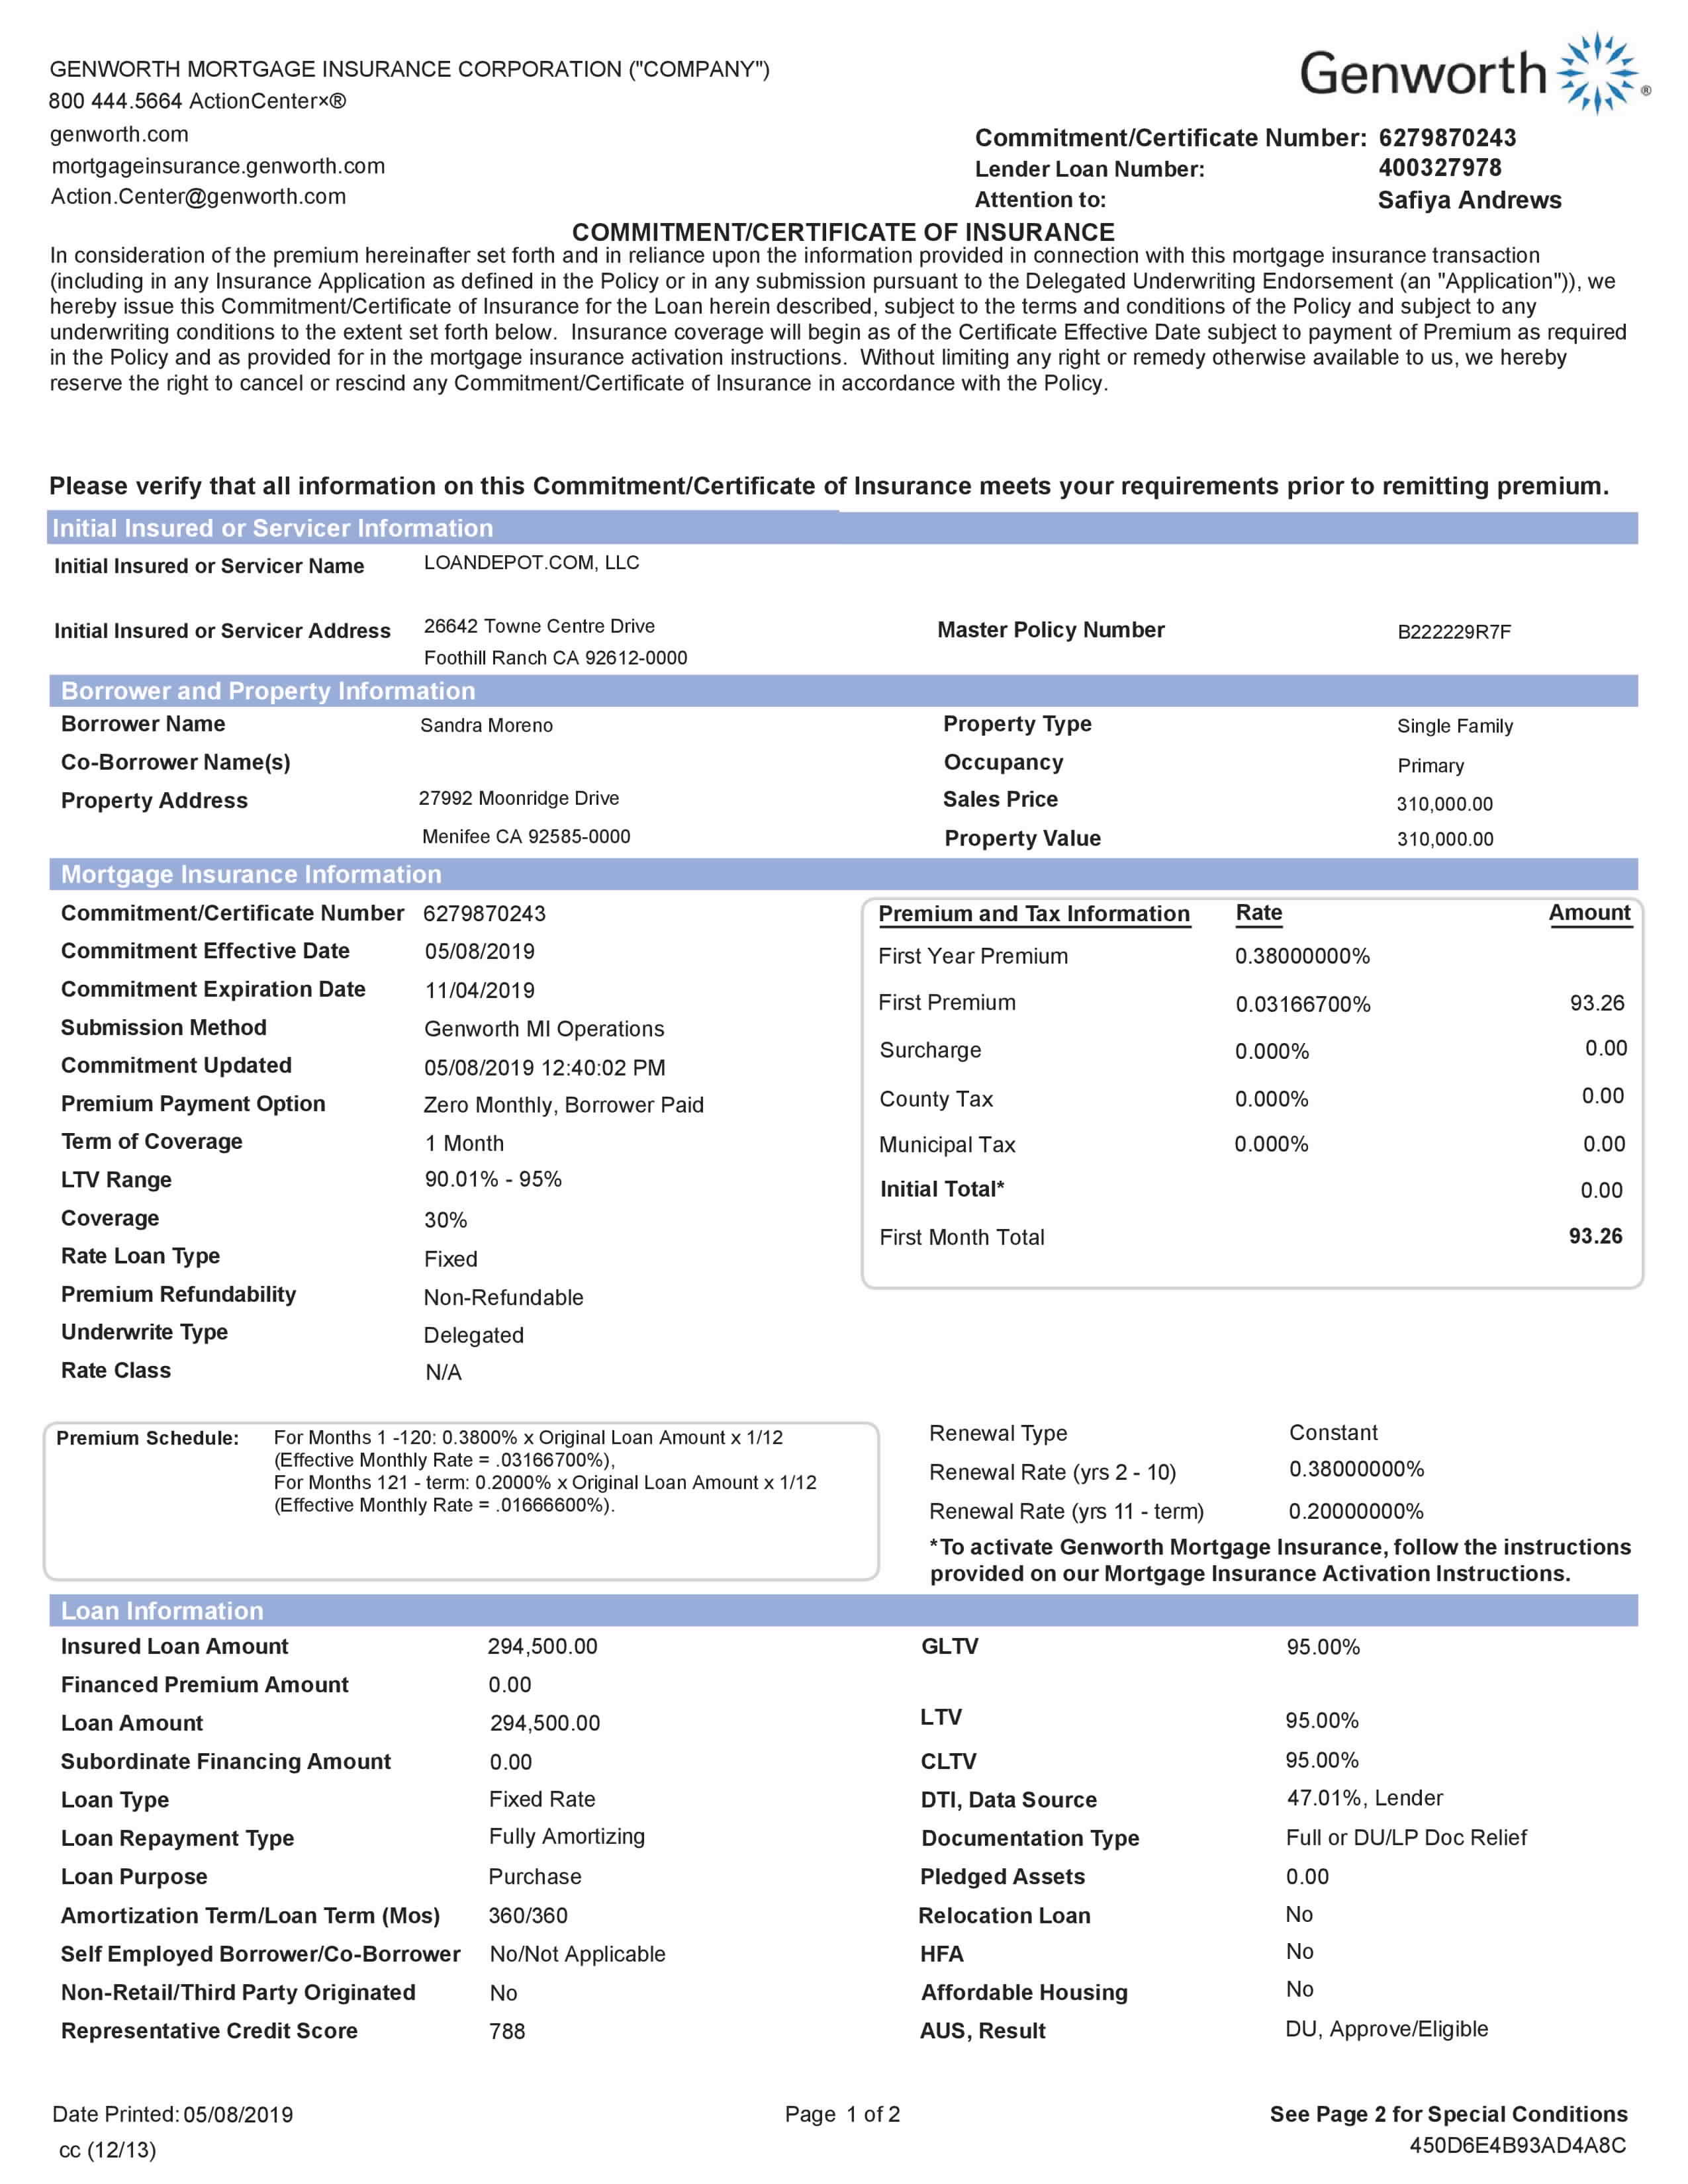 GENWORTH MORTGAGE INSURANCE CORPORATION ("COMPANY")
800 444.5664 ActionCenter×®
genworth.com
mortgageinsurance.genworth.com
Action.Center@genworth.com
Genworth®
Commitment/Certificate Number: 6279870243
Lender Loan Number: 400327978
Attention to: Safiya Andrews
COMMITMENT/CERTIFICATE OF INSURANCE
In consideration of the premium hereinafter set forth and in reliance upon the information provided in connection with this mortgage insurance transaction
(including in any Insurance Application as defined in the Policy or in any submission pursuant to the Delegated Underwriting Endorsement (an "Application")), we
hereby issue this Commitment/Certificate of Insurance for the Loan herein described, subject to the terms and conditions of the Policy and subject to any
underwriting conditions to the extent set forth below. Insurance coverage will begin as of the Certificate Effective Date subject to payment of Premium as required
in the Policy and as provided for in the mortgage insurance activation instructions. Without limiting any right or remedy otherwise available to us, we hereby
reserve the right to cancel or rescind any Commitment/Certificate of Insurance in accordance with the Policy.
Please verify that all information on this Commitment/Certificate of Insurance meets your requirements prior to remitting premium.
Initial Insured or Servicer Information
Initial Insured or Servicer Name LOANDEPOT.COM, LLC
Initial Insured or Servicer Address 26642 Towne Centre Drive
Foothill Ranch CA 92612-0000
Master Policy Number B222229R7F
Borrower and Property Information
Borrower Name Sandra Moreno
Co-Borrower Name(s)
Property Address 27992 Moonridge Drive
Menifee CA 92585-0000
Property Type Single Family
Occupancy Primary
Sales Price 310,000.00
Property Value 310,000.00
Mortgage Insurance Information
Commitment/Certificate Number 6279870243
Commitment Effective Date 05/08/2019
Commitment Expiration Date 11/04/2019
Submission Method Genworth MI Operations
Commitment Updated 05/08/2019 12:40:02 PM
Premium Payment Option Zero Monthly, Borrower Paid
Term of Coverage 1 Month
LTV Range 90.01% - 95%
Coverage 30%
Rate Loan Type Fixed
Premium Refundability Non-Refundable
Underwrite Type Delegated
Rate Class N/A
Premium and Tax Information Rate Amount
First Year Premium 0.38000000%
First Premium 0.03166700% 93.26
Surcharge 0.000% 0.00
County Tax 0.000% 0.00
Municipal Tax 0.000% 0.00
Initial Total* 0.00
First Month Total 93.26
Premium Schedule: For Months 1 -120: 0.3800% x Original Loan Amount x 1/12
(Effective Monthly Rate = .03166700%),
For Months 121 - term: 0.2000% x Original Loan Amount x 1/12
(Effective Monthly Rate = .01666600%).
Renewal Type Constant
Renewal Rate (yrs 2 - 10) 0.38000000%
Renewal Rate (yrs 11 - term) 0.20000000%
*To activate Genworth Mortgage Insurance, follow the instructions
provided on our Mortgage Insurance Activation Instructions.
Loan Information
Insured Loan Amount 294,500.00
Financed Premium Amount 0.00
Loan Amount 294,500.00
Subordinate Financing Amount 0.00
Loan Type Fixed Rate
Loan Repayment Type Fully Amortizing
Loan Purpose Purchase
Amortization Term/Loan Term (Mos) 360/360
Self Employed Borrower/Co-Borrower No/Not Applicable
Non-Retail/Third Party Originated No
Representative Credit Score 788
GLTV 95.00%
LTV 95.00%
CLTV 95.00%
DTI, Data Source 47.01%, Lender
Documentation Type Full or DU/LP Doc Relief
Pledged Assets 0.00
Relocation Loan No
HFA No
Affordable Housing No
AUS, Result DU, Approve/Eligible
Date Printed: 05/08/2019
cc (12/13)
Page 1 of 2
See Page 2 for Special Conditions
450D6E4B93AD4A8C